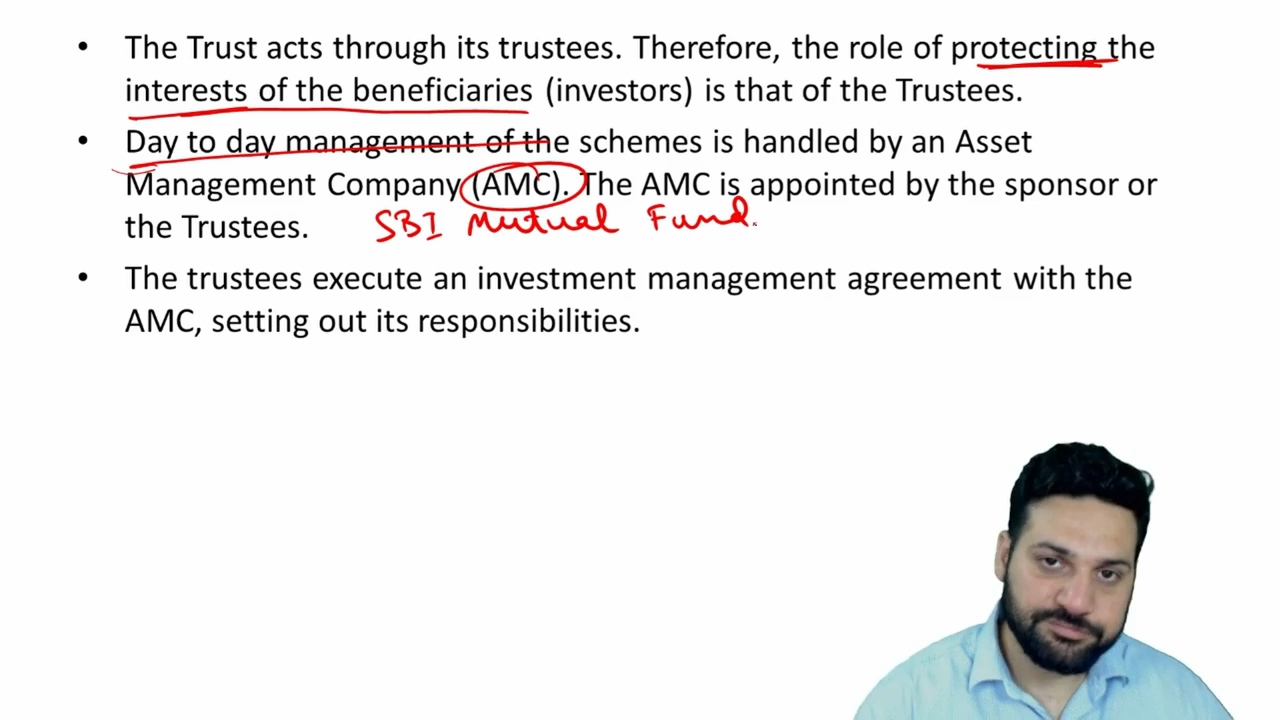 • The Trust acts through its trustees. Therefore, the role of protecting the
interests of the beneficiaries (investors) is that of the Trustees.
• Day to day management of the schemes is handled by an Asset
Management Company (AMC). The AMC is appointed by the sponsor or
the Trustees.
SBI Mutual Fund
• The trustees execute an investment management agreement with the
AMC, setting out its responsibilities.